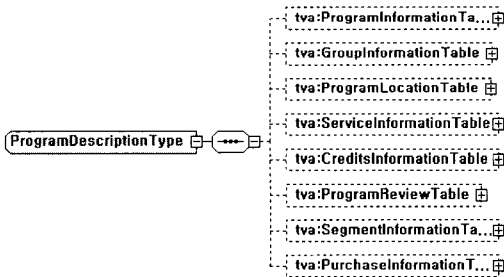 tva:ProgramInformationTa...
tva:GroupInformationTable
tva:ProgramLocationTable
tva:ServiceInformationTable
ProgramDescriptionType
tva:CreditsInformationTable
tva:ProgramReviewTable
tva:SegmentInformationTa...
tva:PurchaseInformationT...